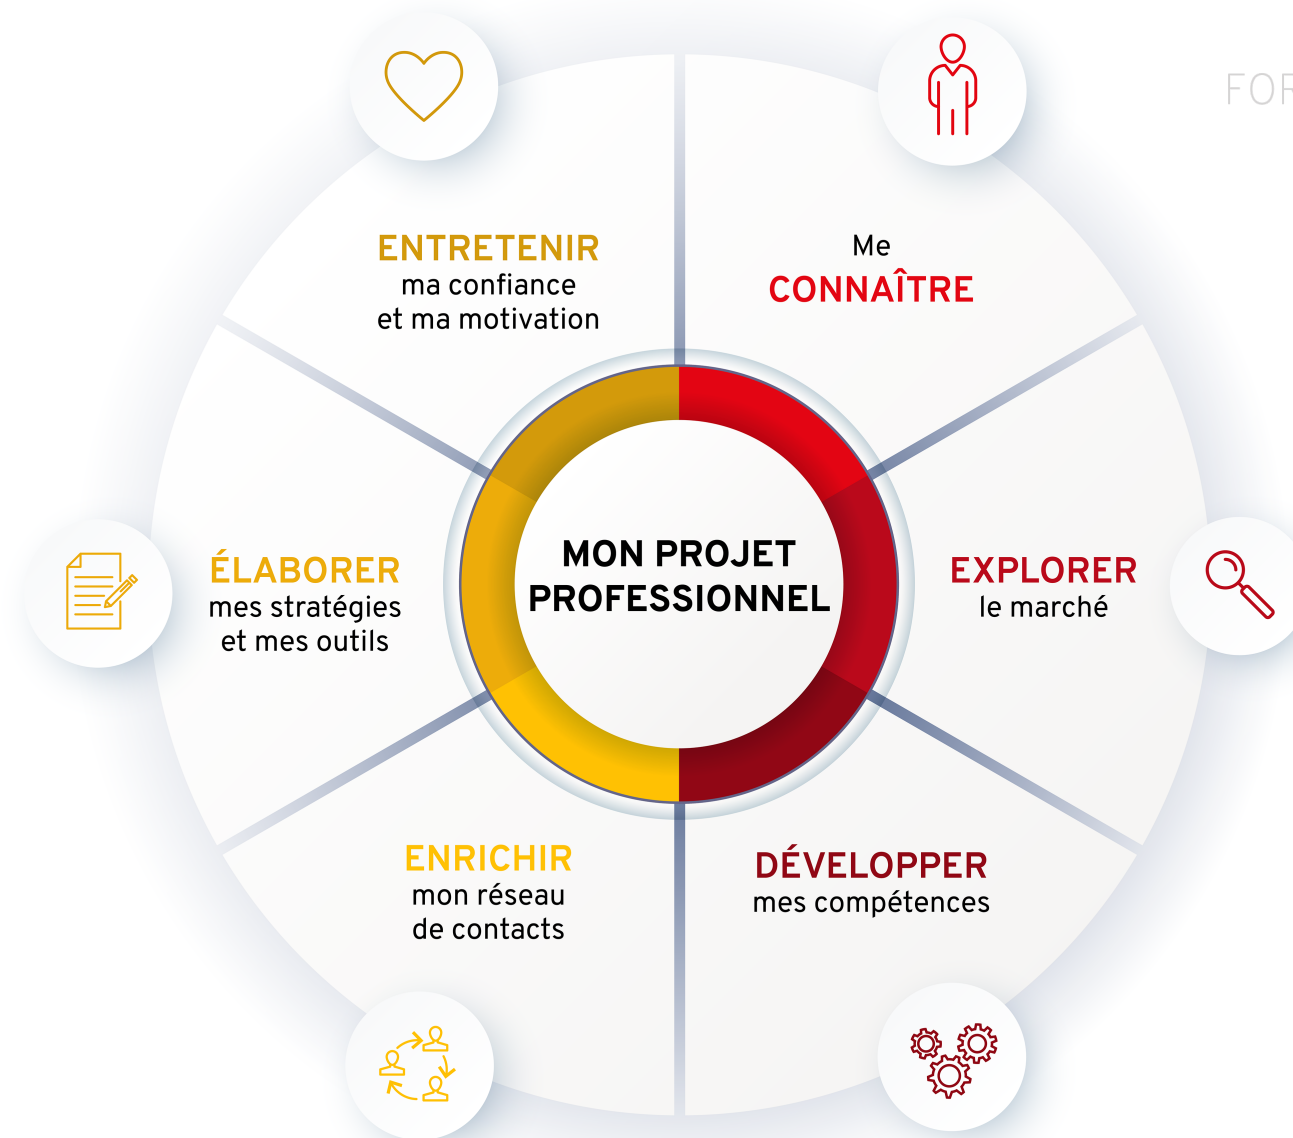 FOR
ENTRETENIR
ma confiance
et ma motivation
Me
CONNAÎTRE
MON PROJET
PROFESSIONNEL
ÉLABORER
mes stratégies
et mes outils
EXPLORER
le marché
ENRICHIR
mon réseau
de contacts
DÉVELOPPER
mes compétences